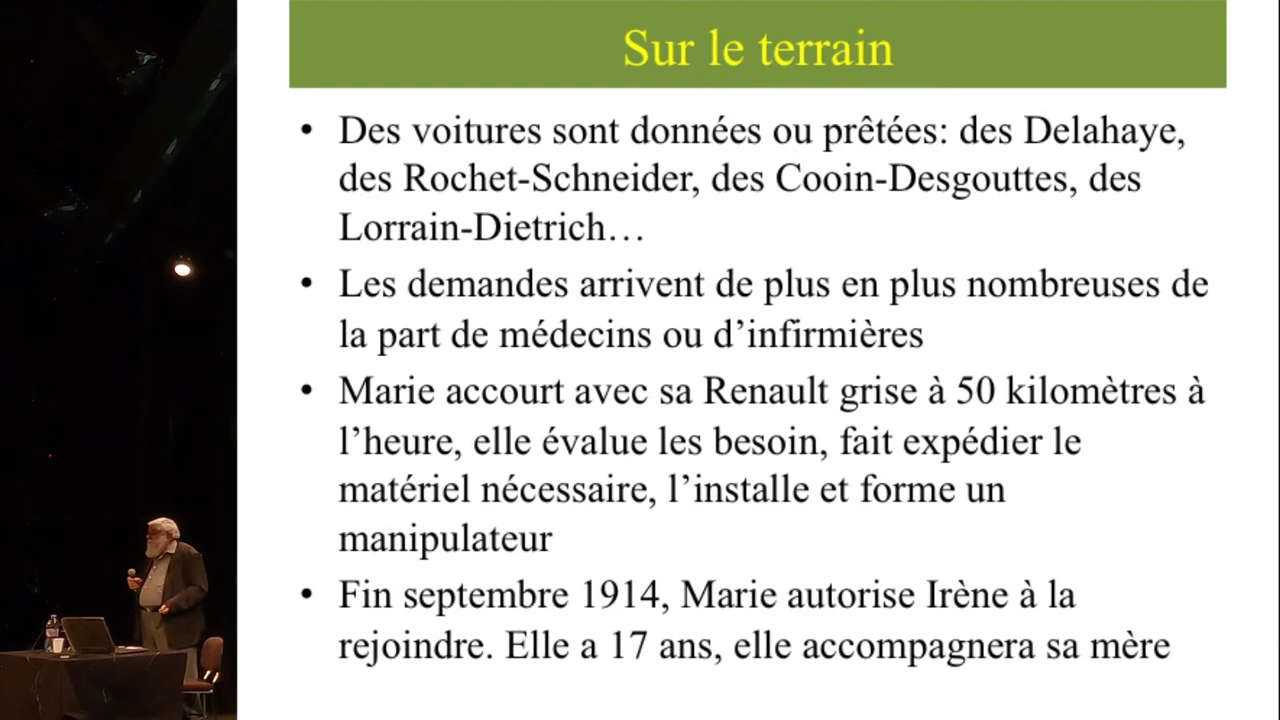 Sur le terrain
• Des voitures sont données ou prêtées: des Delahaye,
des Rochet-Schneider, des Cooin-Desgouttes, des
Lorrain-Dietrich…
• Les demandes arrivent de plus en plus nombreuses de
la part de médecins ou d’infirmières
• Marie accourt avec sa Renault grise à 50 kilomètres à
l’heure, elle évalue les besoin, fait expédier le
matériel nécessaire, l’installe et forme un
manipulateur
• Fin septembre 1914, Marie autorise Irène à la
rejoindre. Elle a 17 ans, elle accompagnera sa mère